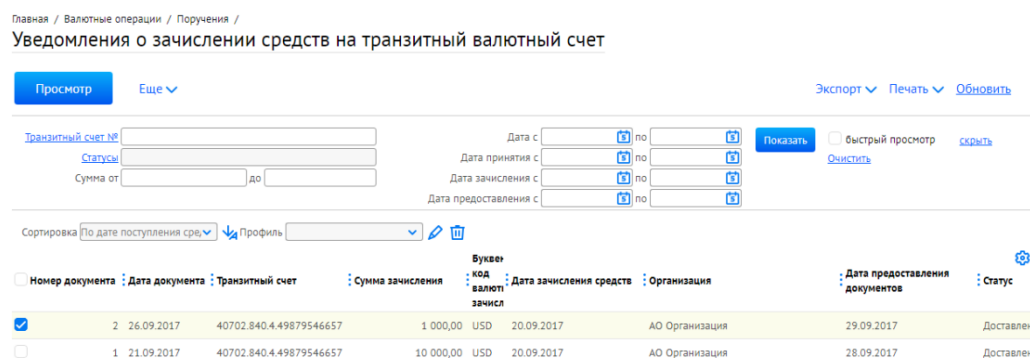 Главная / Валютные операции / Поручения /
Уведомления о зачислении средств на транзитный валютный счет
Просмотр Еще Экспорт Печать Обновить
Транзитный счет № Дата с по Показать быстрый просмотр скрыть
Статусы Дата принятия с по Очистить
Сумма от до Дата зачисления с по
Дата предоставления с по
Сортировка По дате поступления сре, Профиль
Номер документа Дата документа Транзитный счет Сумма зачисления Буквен код валюты зачисл Дата зачисления средств Организация Дата предоставления документов Статус
2 26.09.2017 40702.840.4.49879546657 1 000,00 USD 20.09.2017 АО Организация 29.09.2017 Доставлен
1 21.09.2017 40702.840.4.49879546657 10 000,00 USD 20.09.2017 АО Организация 28.09.2017 Доставлен